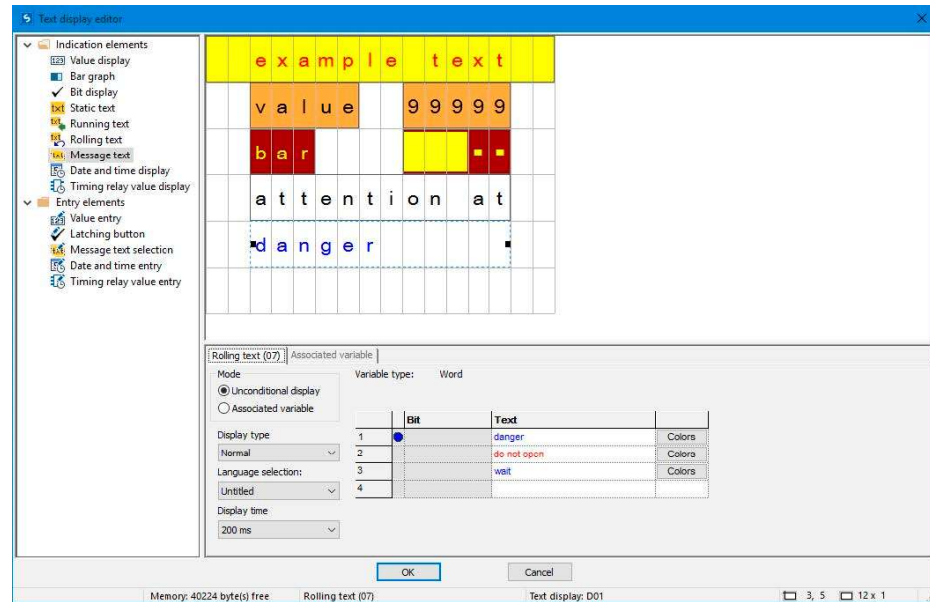 Text display editor
Indication elements
Value display
Bar graph
Bit display
Static text
Running text
Rolling text
Message text
Date and time display
Timing relay value display
Entry elements
Value entry
Latching button
Message text selection
Date and time entry
Timing relay value entry
example text
value 99999
bar
attention at
danger
Rolling text (07) Associated variable
Mode
Unconditional display
Associated variable
Display type
Normal
Language selection:
Untitled
Display time
200 ms
Variable type: Word
Bit Text
1 danger Colors
2 do not opon Colors
3 wait Colors
4
OK Cancel
Memory: 40224 byte(s) free Rolling text (07) Text display: D01 3, 5 12 x 1